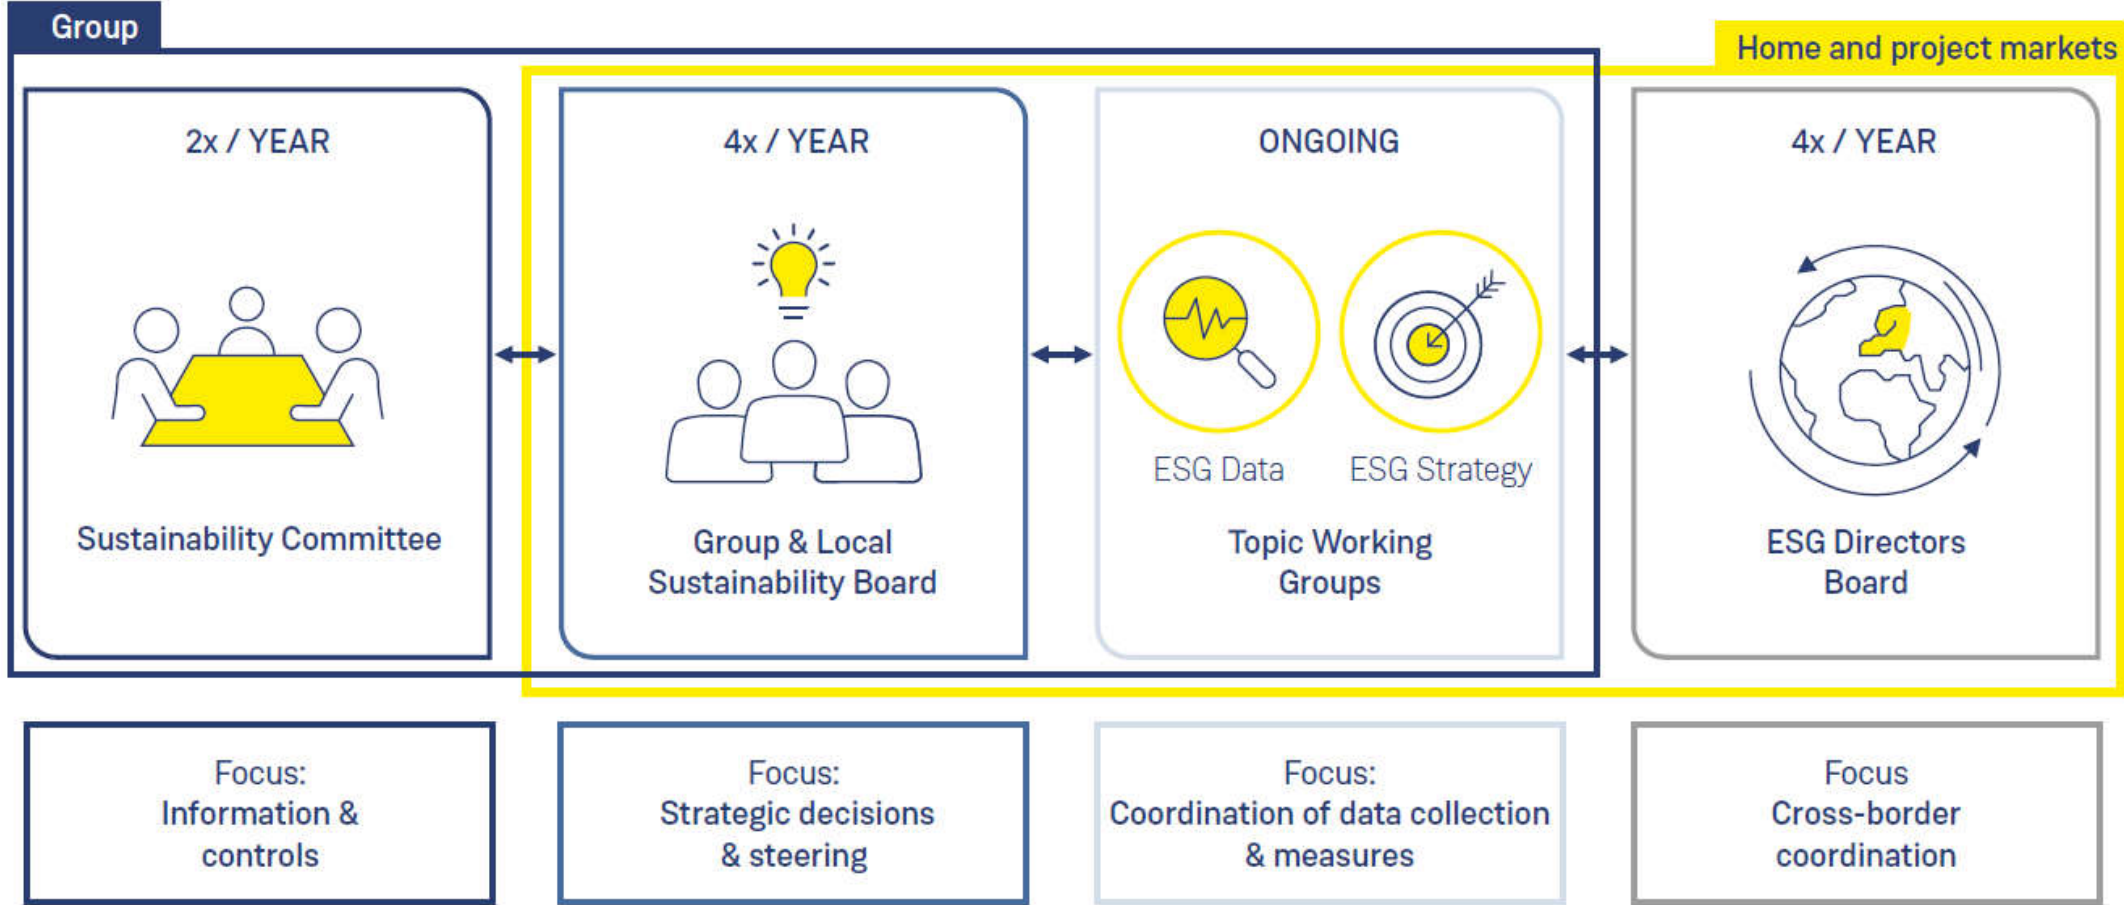 Group
Home and project markets
2x / YEAR
Sustainability Committee
4x / YEAR
Group & Local
Sustainability Board
ONGOING
ESG Data
ESG Strategy
Topic Working
Groups
4x / YEAR
ESG Directors
Board
Focus:
Information &
controls
Focus:
Strategic decisions
& steering
Focus:
Coordination of data collection
& measures
Focus
Cross-border
coordination